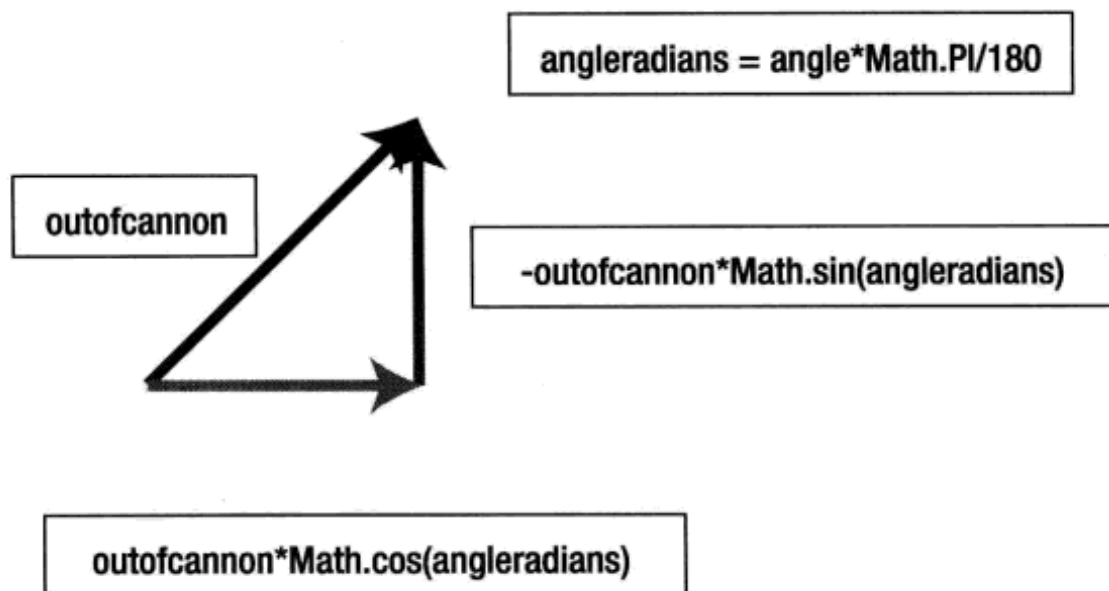 angleradians = angle*Math.PI/180
outofcannon
-outofcannon*Math.sin(angleradians)
outofcannon*Math.cos(angleradians)